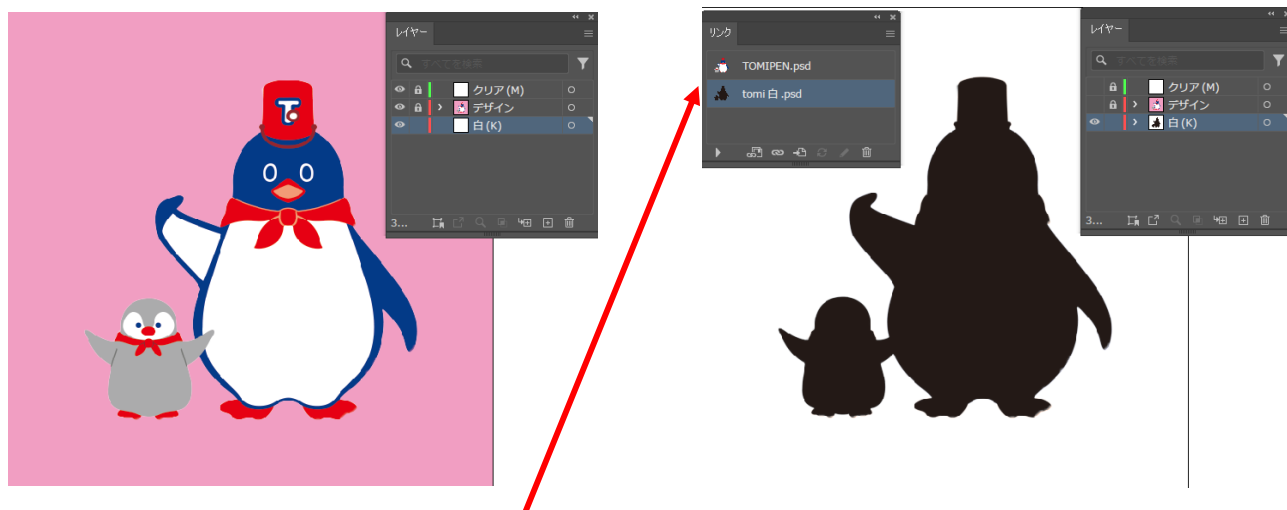 レイヤー
すべてを検索
クリア (M)
デザイン
白 (K)
3...
T
リンク
TOMIPEN.psd
tomi 白 .psd
レイヤー
すべてを検索
クリア (M)
デザイン
白 (K)
3...